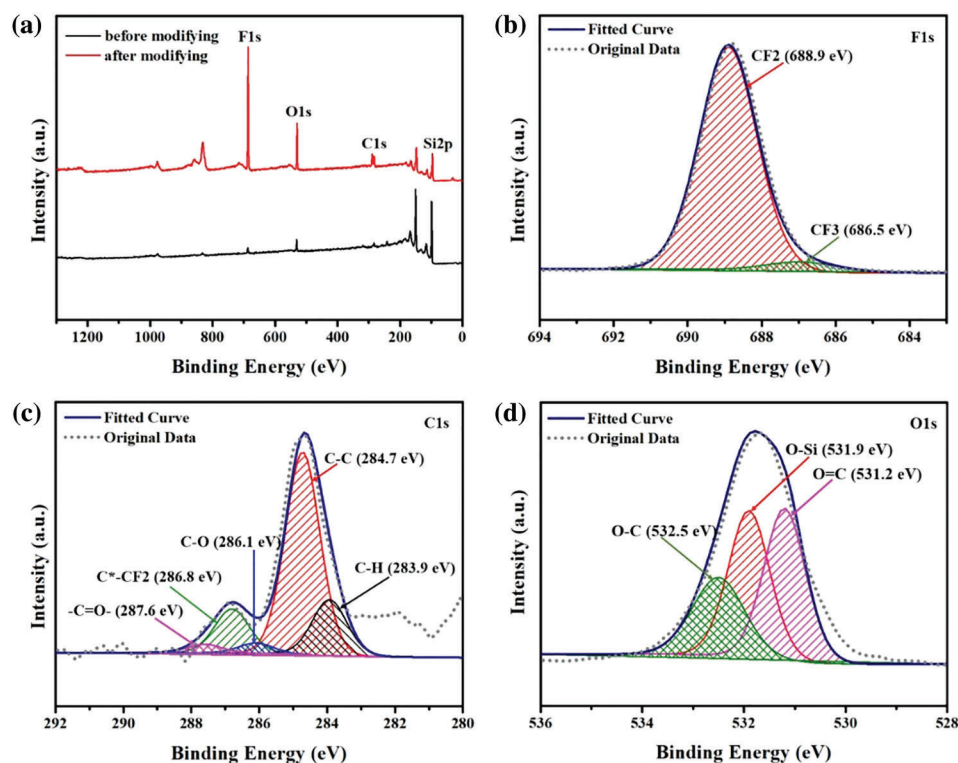 (a)
before modifying
after modifying
F1s
O1s
C1s
Si2p
Intensity (a.u.)
1200 1000 800 600 400 200 0
Binding Energy (eV)
(b)
Fitted Curve
Original Data
F1s
CF2 (688.9 eV)
CF3 (686.5 eV)
Intensity (a.u.)
694 692 690 688 686 684
Binding Energy (eV)
(c)
Fitted Curve
Original Data
C1s
C-C (284.7 eV)
C-O (286.1 eV)
C*-CF2 (286.8 eV)
C-H (283.9 eV)
-C=O- (287.6 eV)
Intensity (a.u.)
292 290 288 286 284 282 280
Binding Energy (eV)
(d)
Fitted Curve
Original Data
O1s
O-Si (531.9 eV)
O=C (531.2 eV)
O-C (532.5 eV)
Intensity (a.u.)
536 534 532 530 528
Binding Energy (eV)